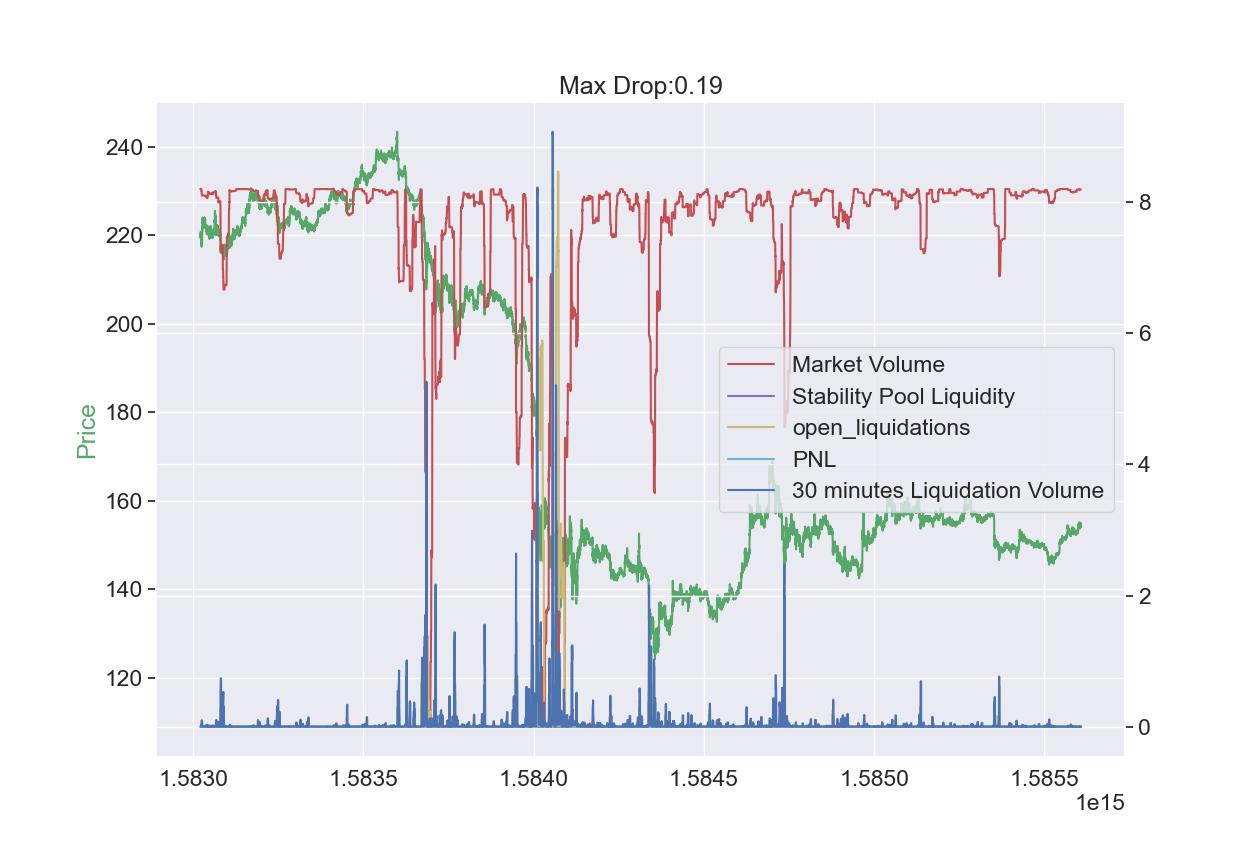 Max Drop:0.19
240
220
200
180
160
140
120
Price
8
6
4
2
0
Market Volume
Stability Pool Liquidity
open_liquidations
PNL
30 minutes Liquidation Volume
1.5830 1.5835 1.5840 1.5845 1.5850 1.5855
1e15